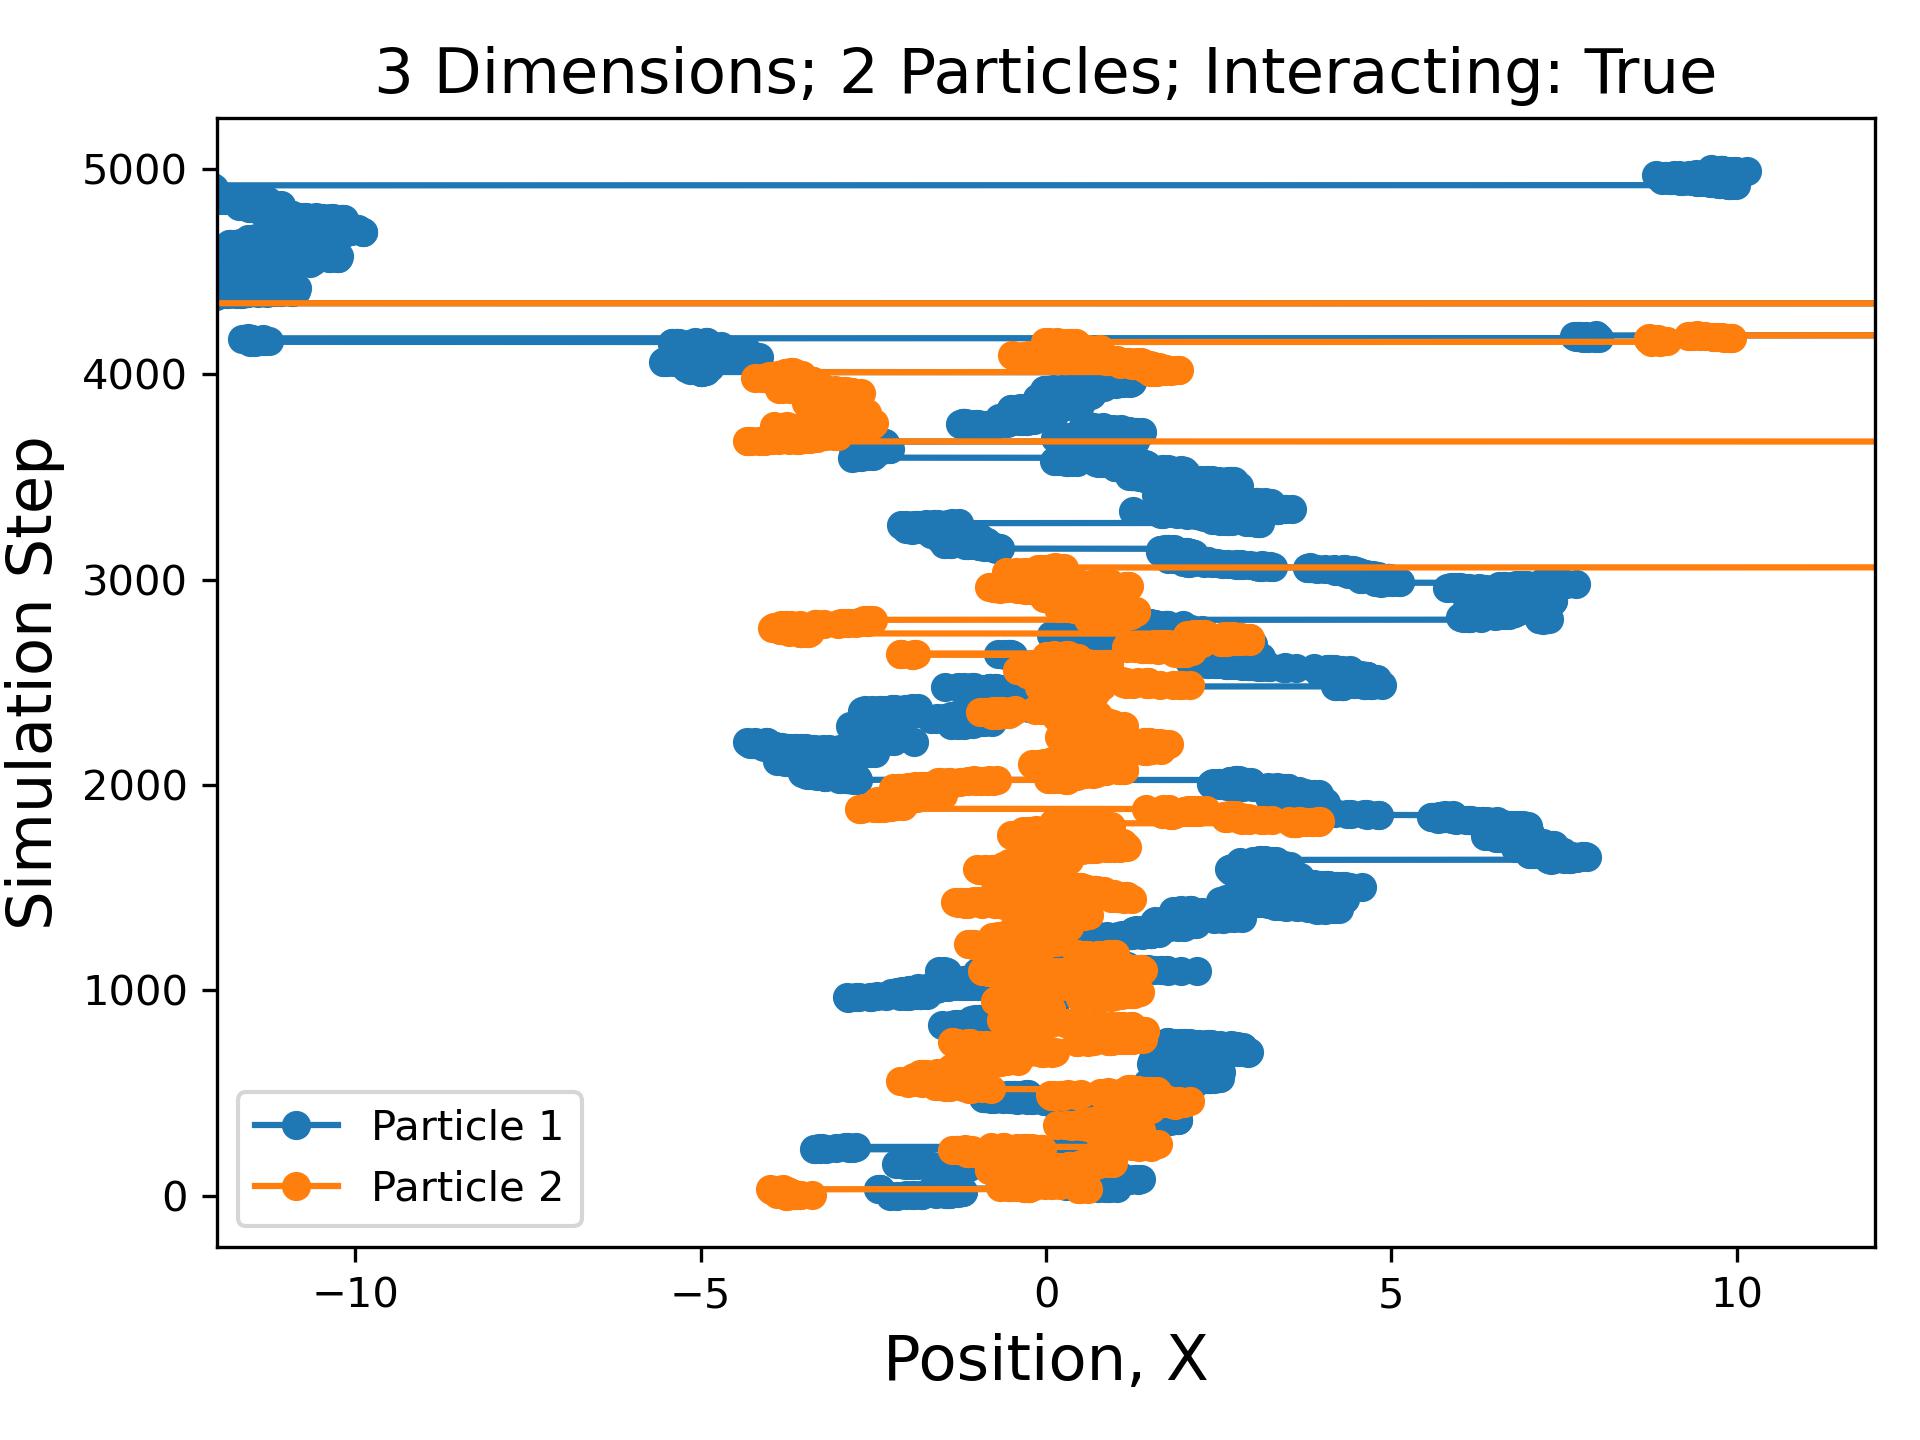 3 Dimensions; 2 Particles; Interacting: True
Simulation Step
5000
4000
3000
2000
1000
0
Particle 1
Particle 2
−10
−5
0
5
10
Position, X